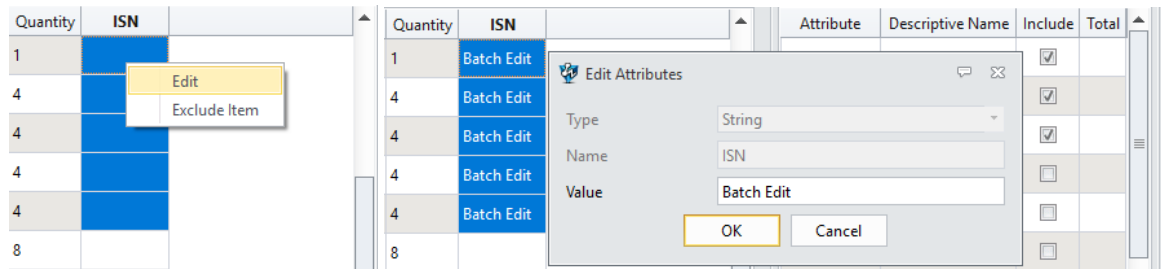 Quantity ISN
1
4
4
4
4
8
Edit
Exclude Item
Quantity ISN
1 Batch Edit
4 Batch Edit
4 Batch Edit
4 Batch Edit
4 Batch Edit
8
Attribute Descriptive Name Include Total
Edit Attributes
Type String
Name ISN
Value Batch Edit
OK Cancel